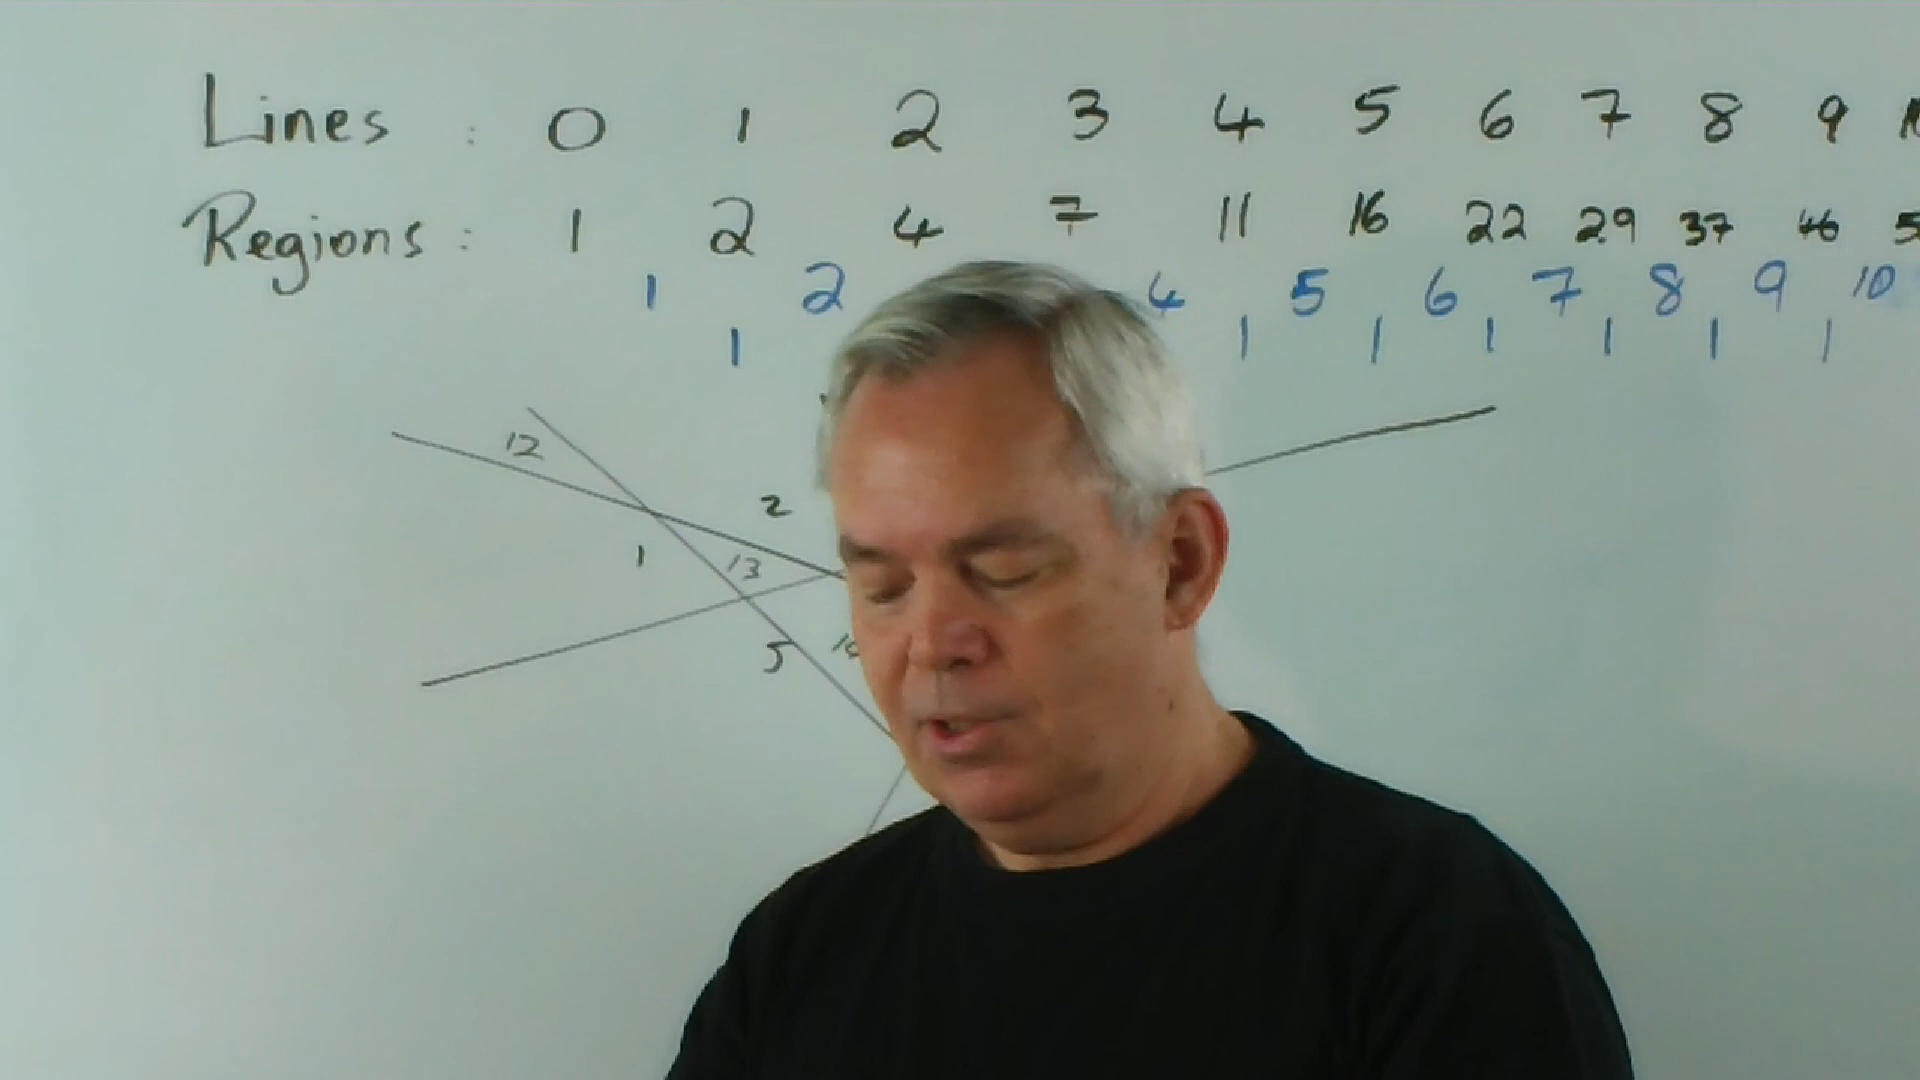 Lines : 0 1 2 3 4 5 6 7 8 9
Regions : 1 2 4 7 11 16 22 29 37 46
1 2 4 5 6 7 8 9 10
1 1 1 1 1 1 1
12
2
1 13
5